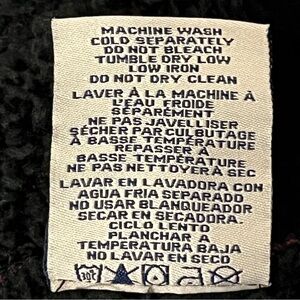 MACHINE WASH
COLD SEPARATELY
DO NOT BLEACH
TUMBLE DRY LOW
LOW IRON
DO NOT DRY CLEAN
LAVER À LA MACHINE À
L'EAU FROIDE
SÉPARÉMENT
NE PAS JAVELLISER
SÉCHER PAR CULBUTAGE
À BASSE TEMPÉRATURE
REPASSER À
BASSE TEMPÉRATURE
NE PAS NETTOYER À SEC
LAVAR EN LAVADORA CON
AGUA FRIA SEPARADO
NO USAR BLANQUEADOR
SECAR EN SECADORA.
CICLO LENTO
PLANCHAR A
TEMPERATURA BAJA
NO LAVAR EN SECO
30°C